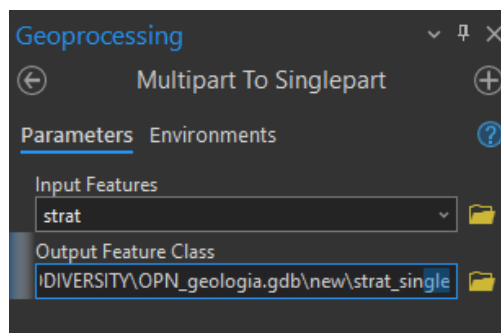 Geoprocessing
Multipart To Singlepart
Parameters Environments
Input Features
strat
Output Feature Class
DIVERSITY\OPN_geologia.gdb\new\strat_single